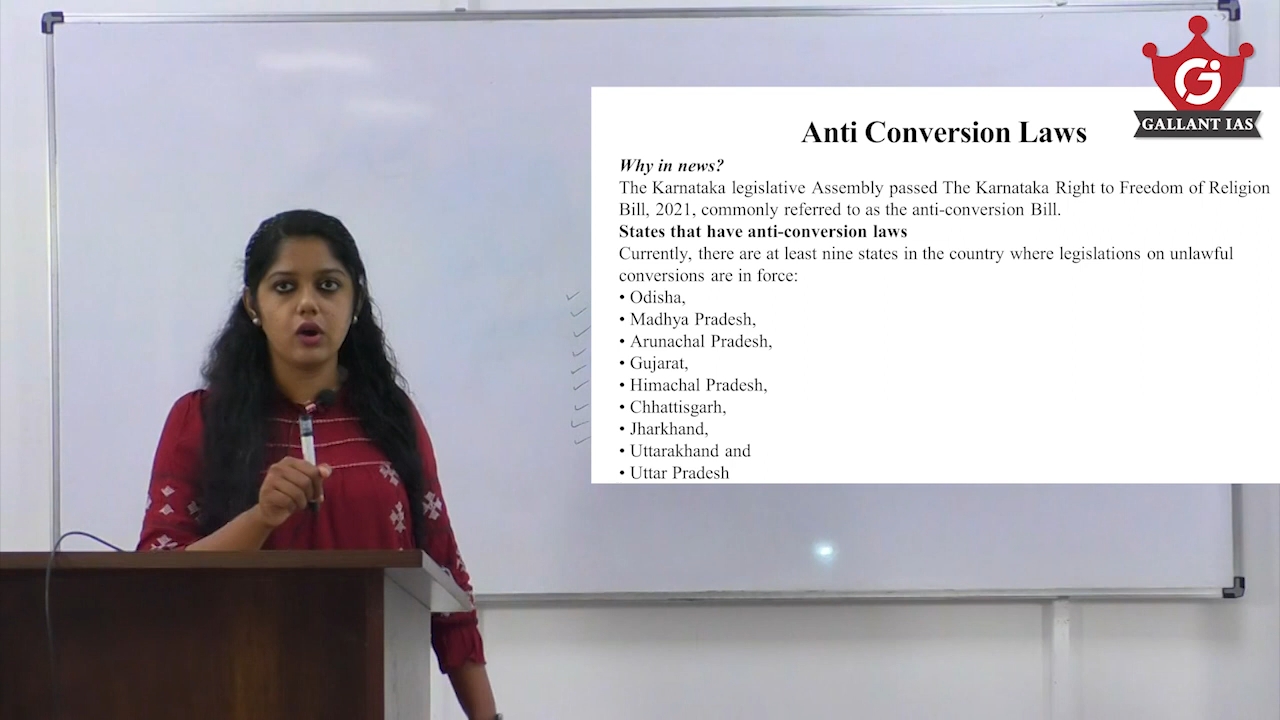 GALLANT IAS
Anti Conversion Laws
Why in news?
The Karnataka legislative Assembly passed The Karnataka Right to Freedom of Religion
Bill, 2021, commonly referred to as the anti-conversion Bill.
States that have anti-conversion laws
Currently, there are at least nine states in the country where legislations on unlawful
conversions are in force:
• Odisha,
• Madhya Pradesh,
• Arunachal Pradesh,
• Gujarat,
• Himachal Pradesh,
• Chhattisgarh,
• Jharkhand,
• Uttarakhand and
• Uttar Pradesh